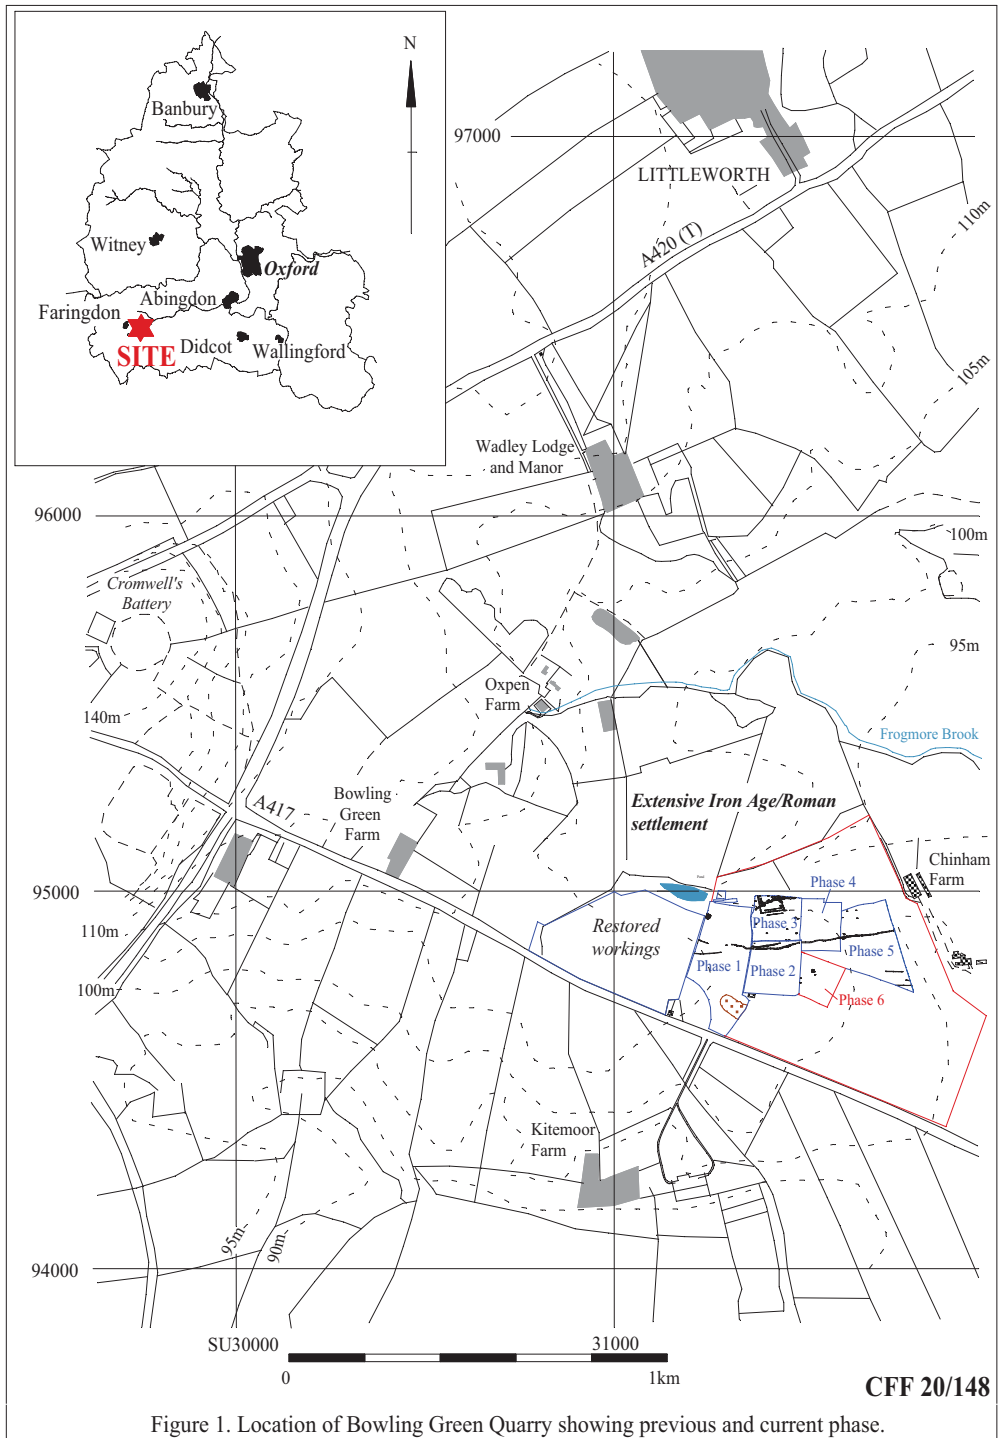 N
Banbury
Witney
Oxford
Abingdon
Faringdon
SITE
Didcot
Wallingford
97000
LITTLEWORTH
A420 (T)
110m
105m
Wadley Lodge
and Manor
96000
100m
Cromwell's
Battery
95m
Oxpen
Farm
140m
Frogmore Brook
A417
Bowling
Green
Farm
Extensive Iron Age/Roman
settlement
Chinham
Farm
95000
Pond
Phase 4
Restored
workings
Phase 3
110m
Phase 1
Phase 2
Phase 5
100m
Phase 6
Kitemoor
Farm
95m
90m
94000
SU30000
31000
0
1km
CFF 20/148
Figure 1. Location of Bowling Green Quarry showing previous and current phase.